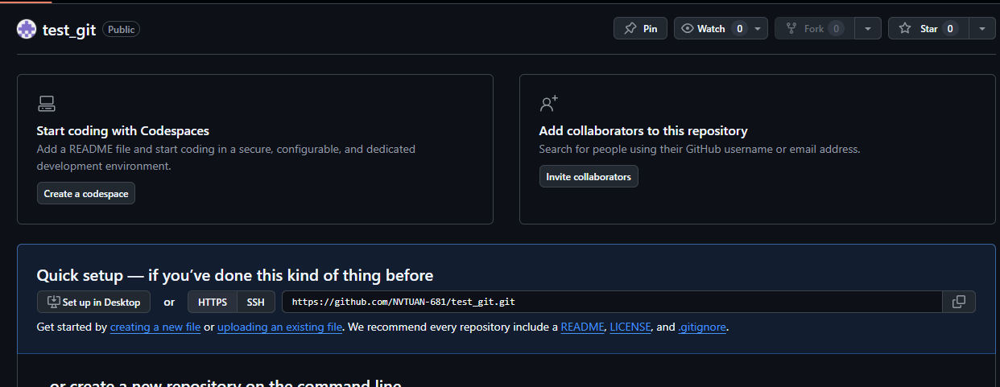 test_git Public Pin Watch 0 Fork 0 Star 0
Start coding with Codespaces
Add a README file and start coding in a secure, configurable, and dedicated
development environment.
Create a codespace
Add collaborators to this repository
Search for people using their GitHub username or email address.
Invite collaborators
Quick setup — if you’ve done this kind of thing before
Set up in Desktop or HTTPS SSH https://github.com/NVTUAN-681/test_git.git
Get started by creating a new file or uploading an existing file. We recommend every repository include a README, LICENSE, and .gitignore.
or create a new repository on the command line